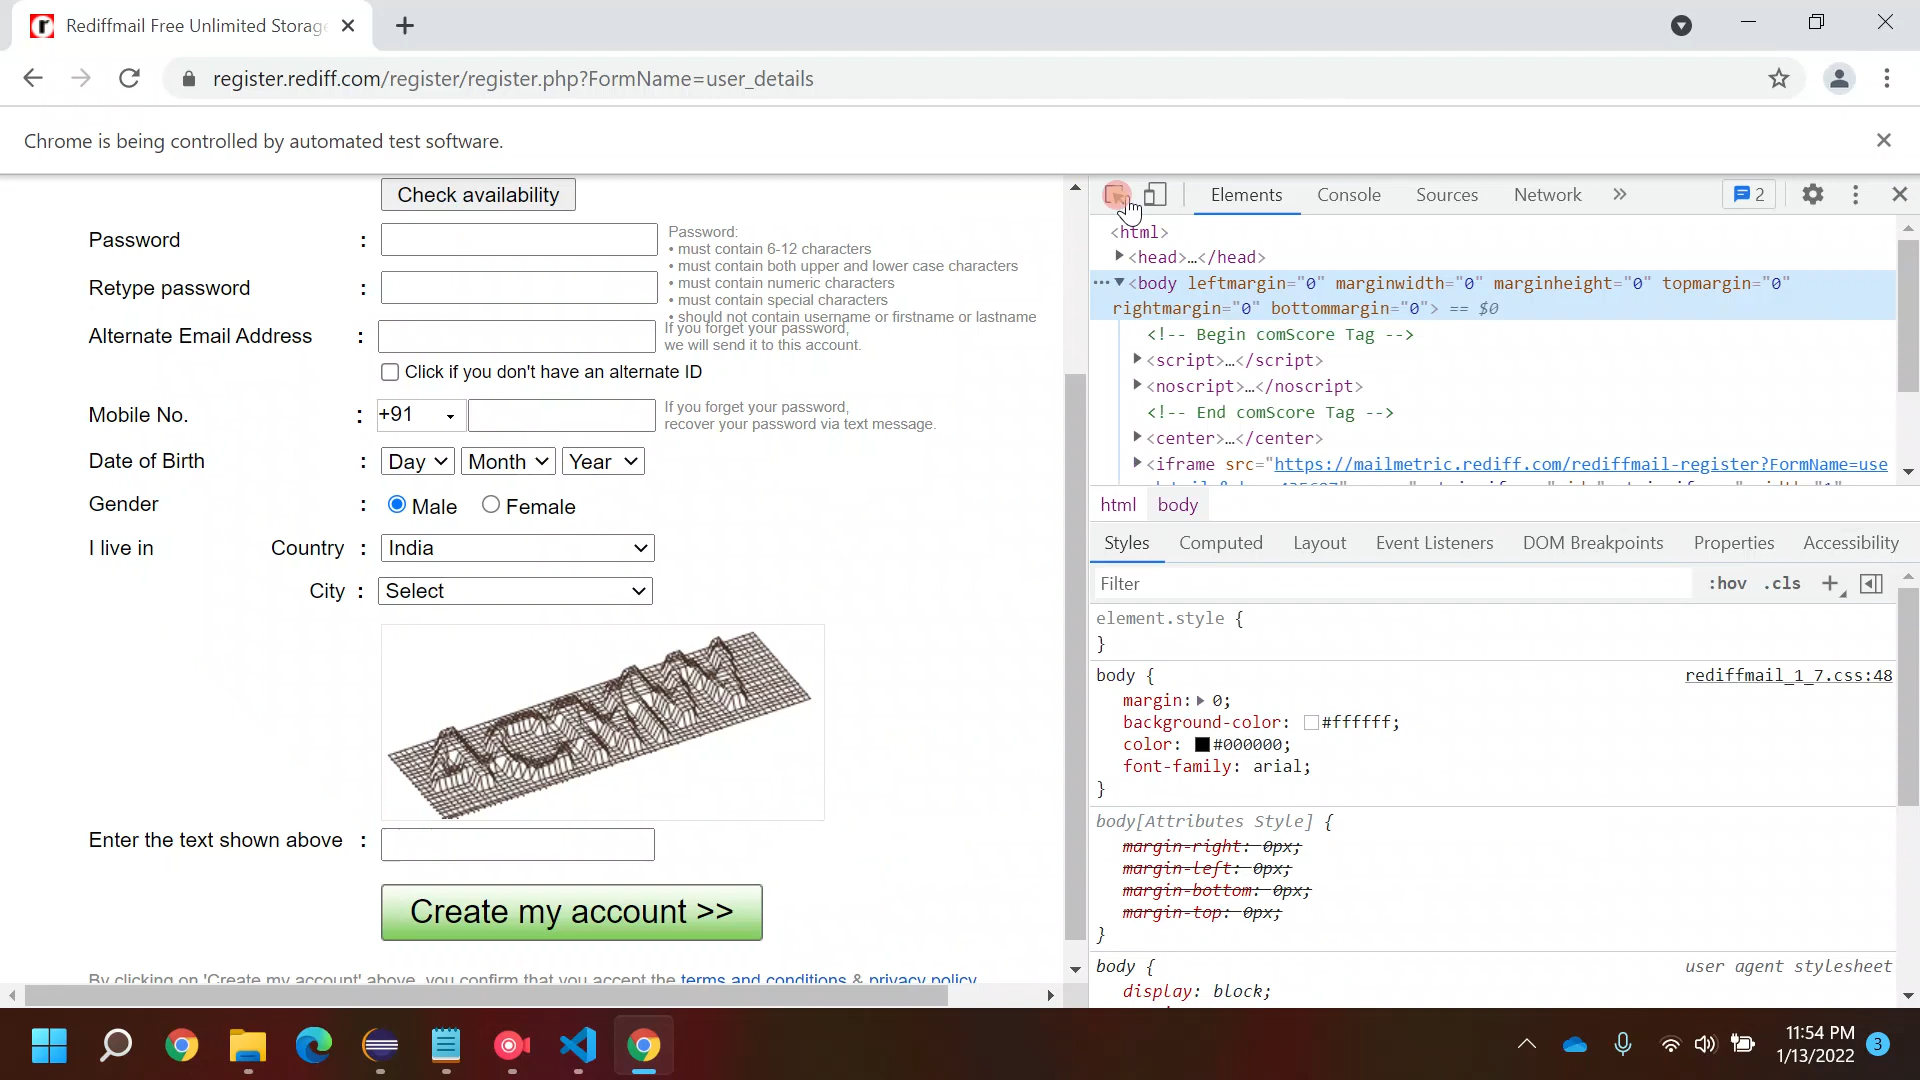 Rediffmail Free Unlimited Storage
register.rediff.com/register/register.php?FormName=user_details
Chrome is being controlled by automated test software.
Check availability
Password :
Password:
• must contain 6-12 characters
• must contain both upper and lower case characters
• must contain numeric characters
• must contain special characters
• should not contain username or firstname or lastname
Retype password :
Alternate Email Address :
If you forget your password,
we will send it to this account.
Click if you don't have an alternate ID
Mobile No. : +91
If you forget your password,
recover your password via text message.
Date of Birth : Day Month Year
Gender : Male Female
I live in Country : India
City : Select
ACMW
Enter the text shown above :
Create my account >>
By clicking on 'Create my account' above, you confirm that you accept the terms and conditions & privacy policy
Elements Console Sources Network » 2
<html>
<head>…</head>
<body leftmargin="0" marginwidth="0" marginheight="0" topmargin="0"
rightmargin="0" bottommargin="0"> == $0
<!-- Begin comScore Tag -->
<script>…</script>
<noscript>…</noscript>
<!-- End comScore Tag -->
<center>…</center>
<iframe src="https://mailmetric.rediff.com/rediffmail-register?FormName=use
html body
Styles Computed Layout Event Listeners DOM Breakpoints Properties Accessibility
Filter :hov .cls +
element.style {
}
body { rediffmail_1_7.css:48
margin: 0;
background-color: #ffffff;
color: #000000;
font-family: arial;
}
body[Attributes Style] {
margin-right: 0px;
margin-left: 0px;
margin-bottom: 0px;
margin-top: 0px;
}
body { user agent stylesheet
display: block;
11:54 PM
1/13/2022
3